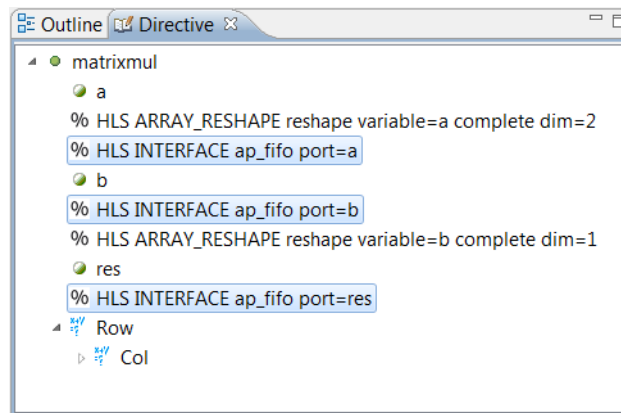 Outline Directive
matrixmul
a
% HLS ARRAY_RESHAPE reshape variable=a complete dim=2
% HLS INTERFACE ap_fifo port=a
b
% HLS INTERFACE ap_fifo port=b
% HLS ARRAY_RESHAPE reshape variable=b complete dim=1
res
% HLS INTERFACE ap_fifo port=res
Row
Col